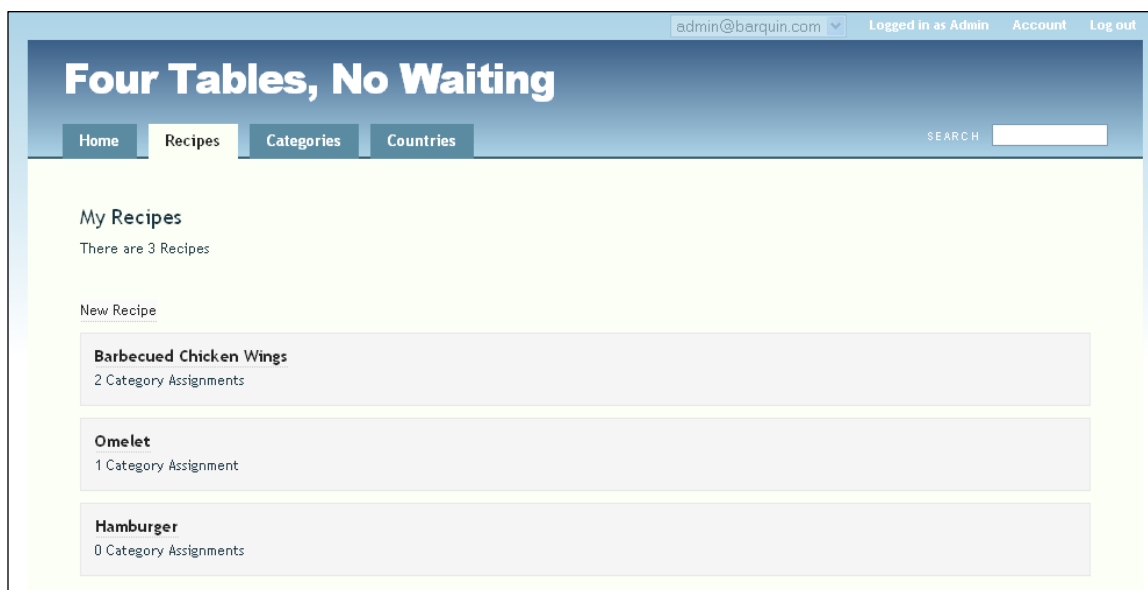 admin@barquin.com Logged in as Admin Account Log out
Four Tables, No Waiting
Home Recipes Categories Countries SEARCH
My Recipes
There are 3 Recipes
New Recipe
Barbecued Chicken Wings
2 Category Assignments
Omelet
1 Category Assignment
Hamburger
0 Category Assignments